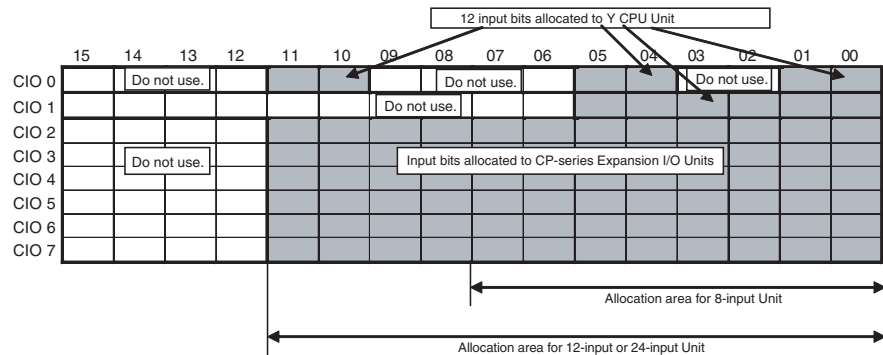 12 input bits allocated to Y CPU Unit
15 14 13 12 11 10 09 08 07 06 05 04 03 02 01 00
CIO 0 Do not use. Do not use. Do not use.
CIO 1 Do not use.
CIO 2
CIO 3 Do not use. Input bits allocated to CP-series Expansion I/O Units
CIO 4
CIO 5
CIO 6
CIO 7
Allocation area for 8-input Unit
Allocation area for 12-input or 24-input Unit